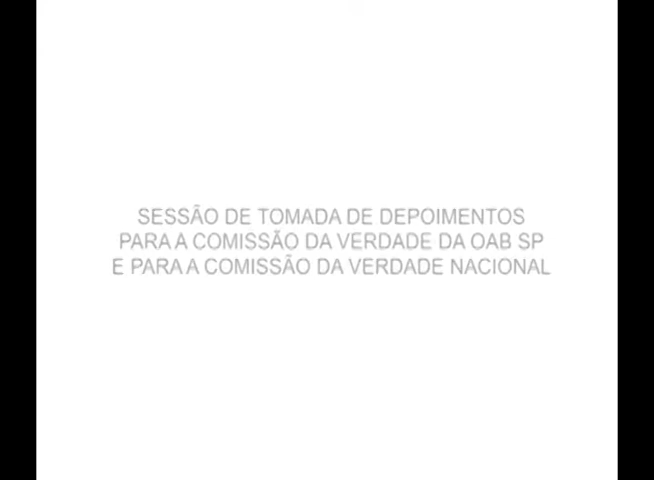 SESSÃO DE TOMADA DE DEPOIMENTOS
PARA A COMISSÃO DA VERDADE DA OAB SP
E PARA A COMISSÃO DA VERDADE NACIONAL